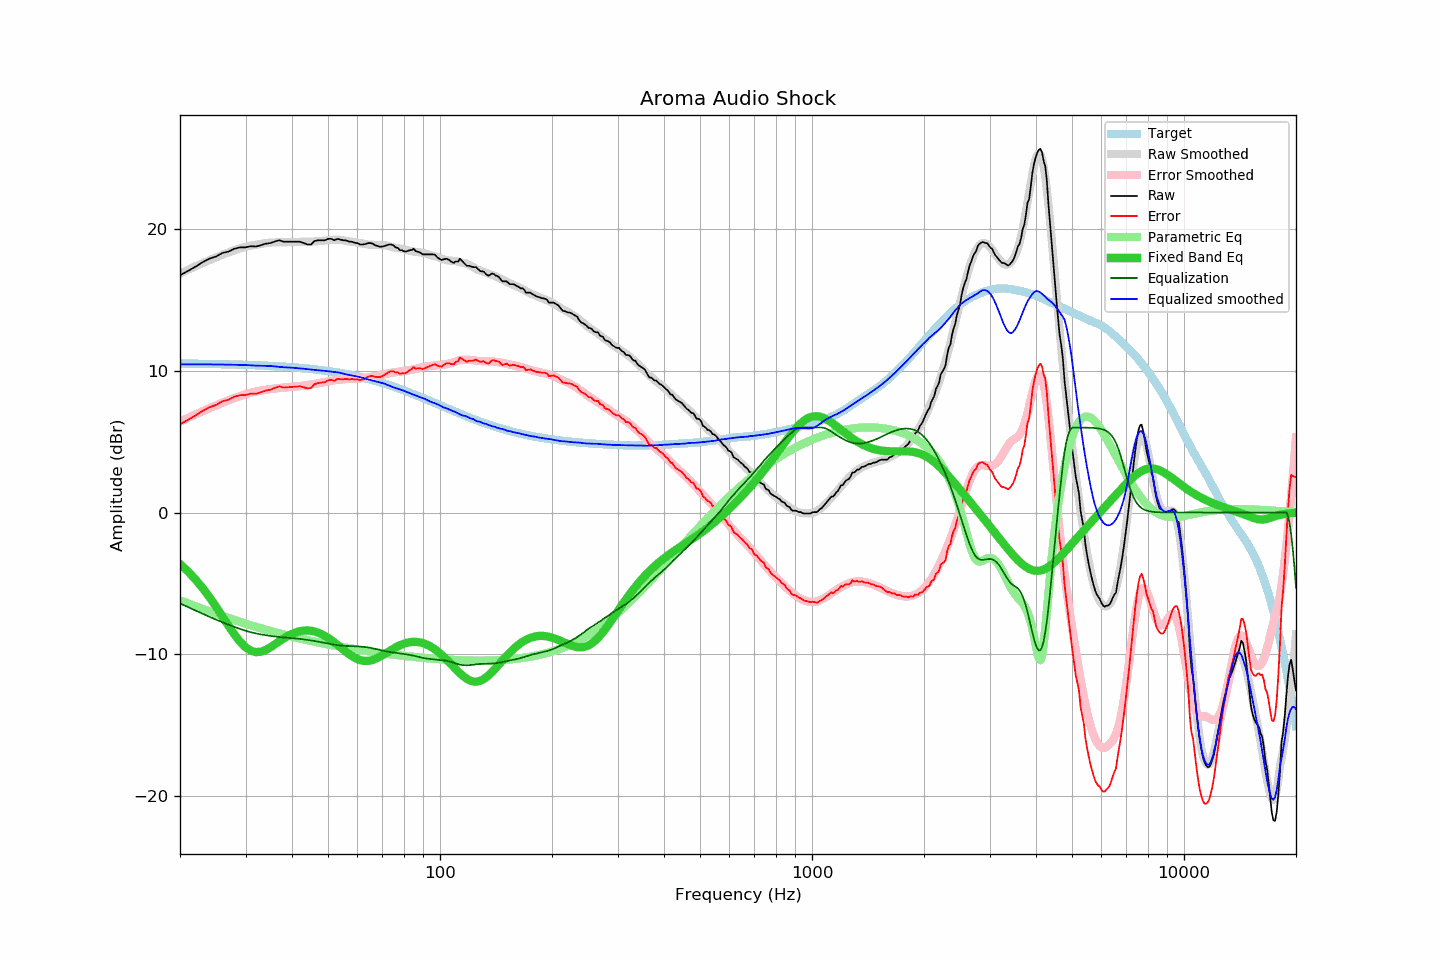 Aroma Audio Shock
Target
Raw Smoothed
Error Smoothed
Raw
Error
Parametric Eq
Fixed Band Eq
Equalization
Equalized smoothed
Amplitude (dBr)
20
10
0
−10
−20
100
1000
10000
Frequency (Hz)